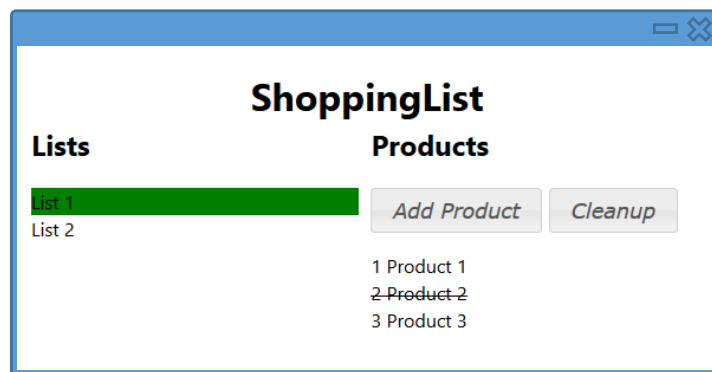 ShoppingList
Lists
List 1
List 2
Products
Add Product
Cleanup
1 Product 1
2 Product 2
3 Product 3